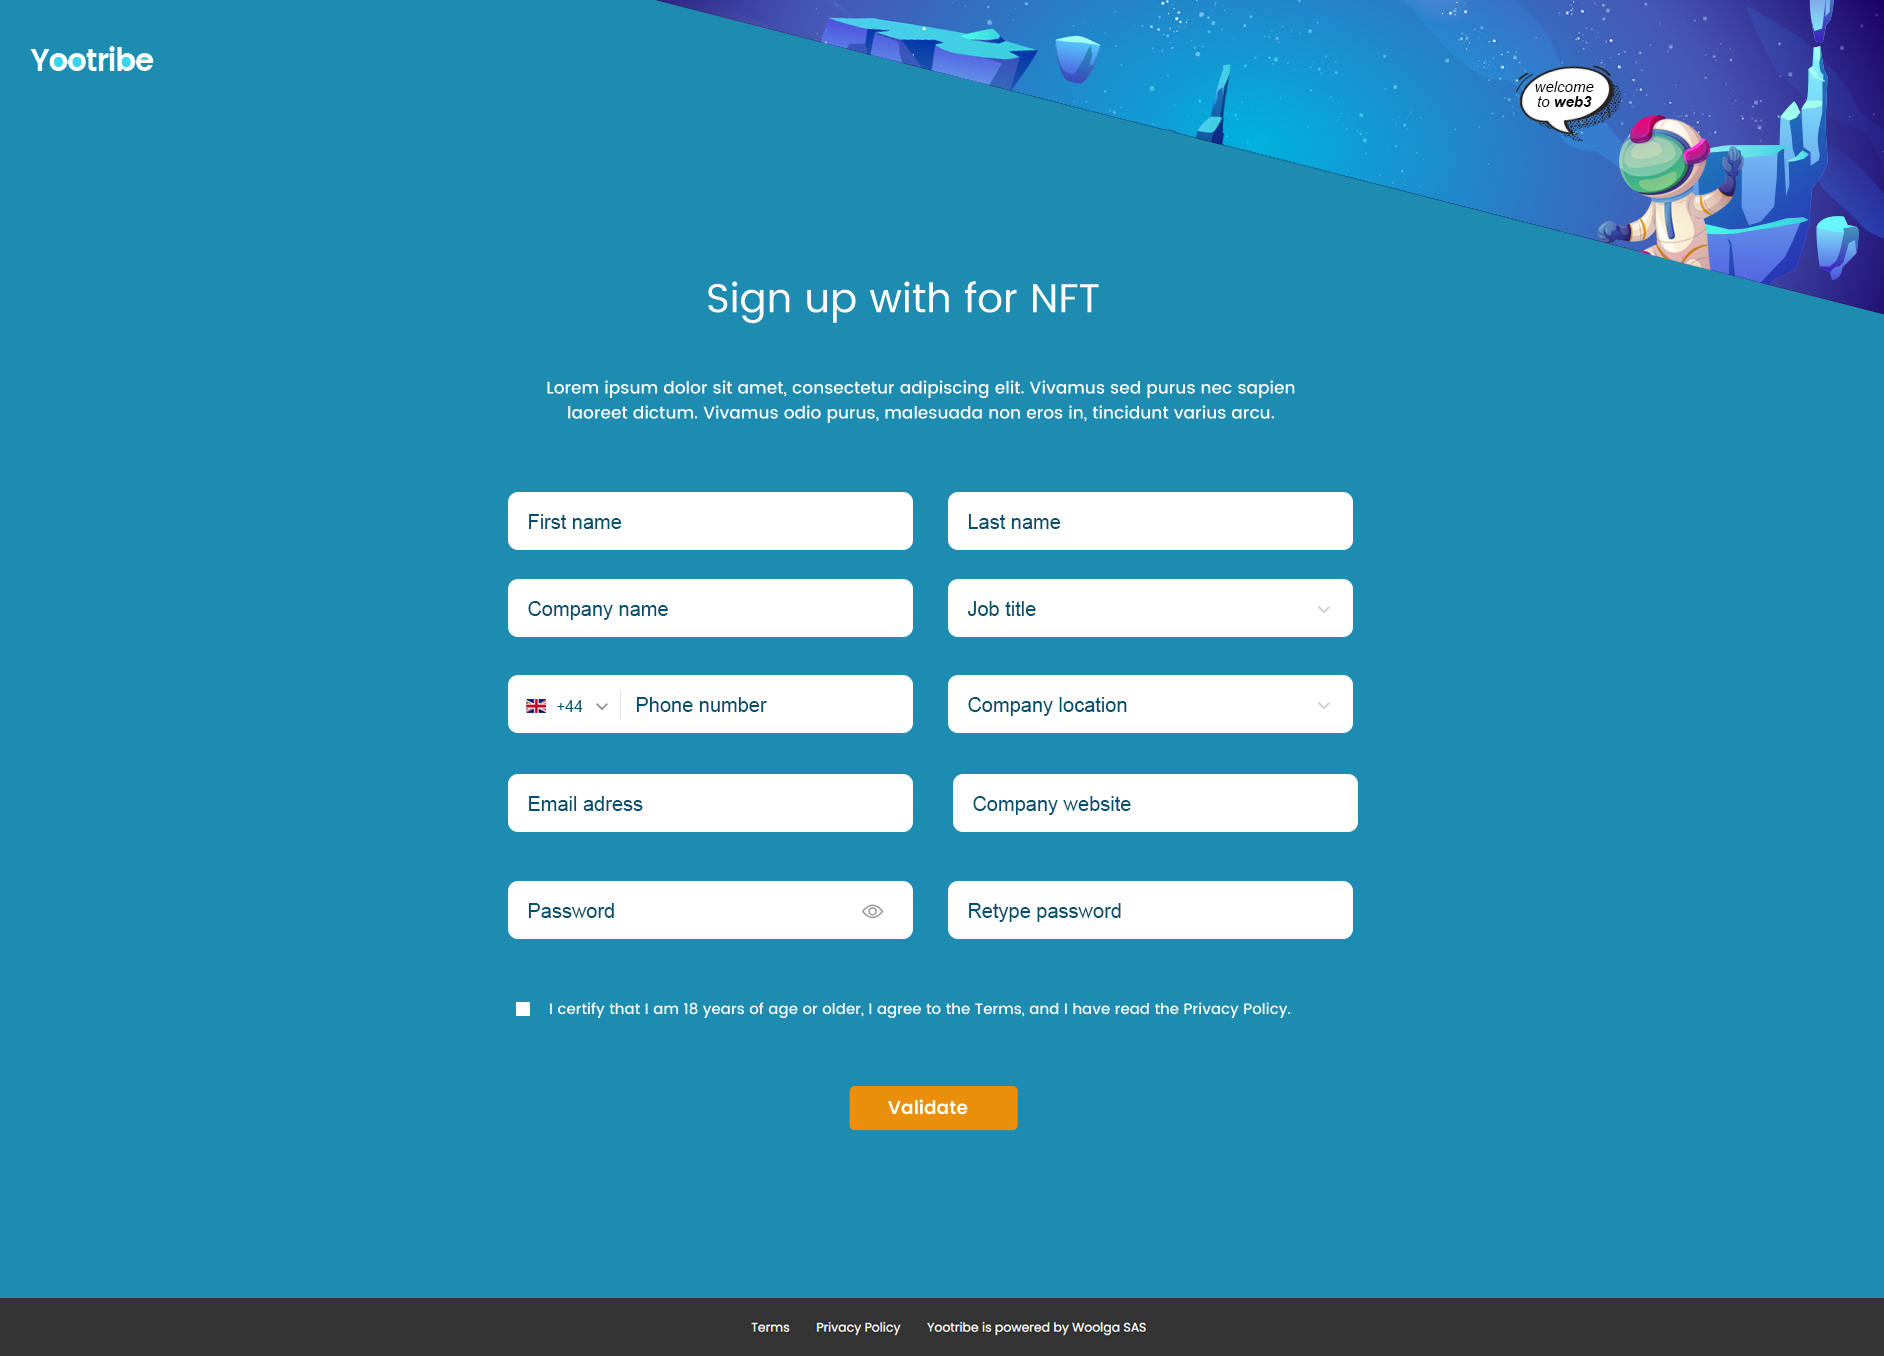 Yootribe
welcome
to web3
Sign up with for NFT
Lorem ipsum dolor sit amet, consectetur adipiscing elit. Vivamus sed purus nec sapien
laoreet dictum. Vivamus odio purus, malesuada non eros in, tincidunt varius arcu.
First name
Last name
Company name
Job title
+44
Phone number
Company location
Email adress
Company website
Password
Retype password
I certify that I am 18 years of age or older, I agree to the Terms, and I have read the Privacy Policy.
Validate
Terms Privacy Policy Yootribe is powered by Woolga SAS